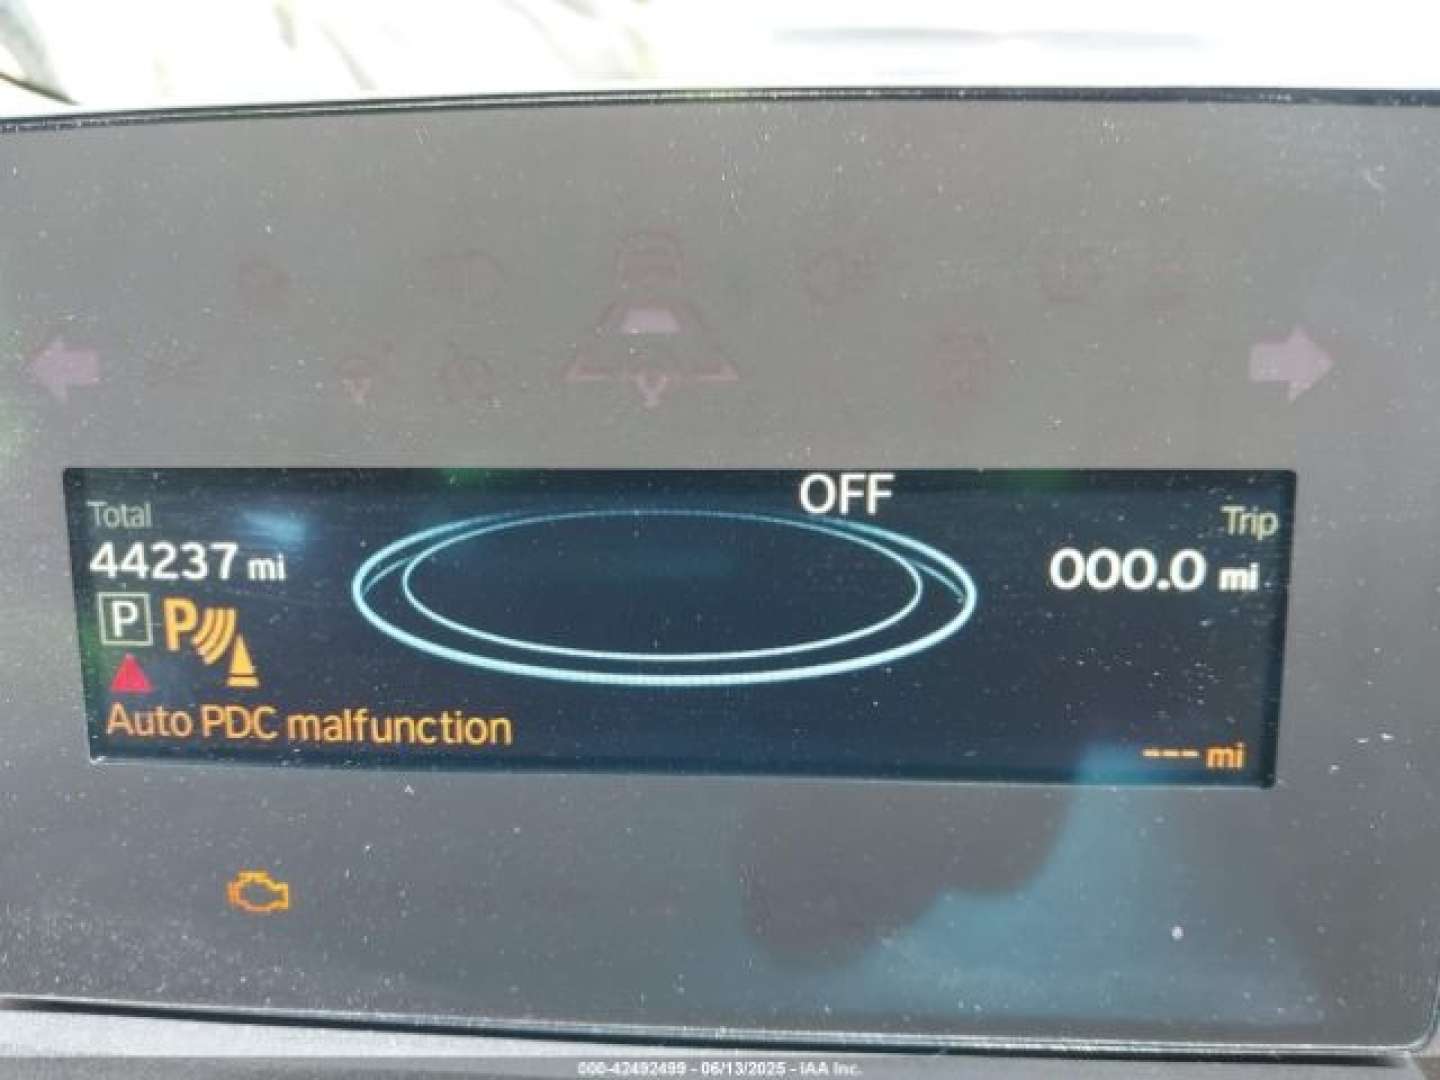 OFF
Total
Trip
44237 mi
000.0 mi
P P
Auto PDC malfunction
--- mi
000-42492499 - 06/13/2025 - IAA Inc.